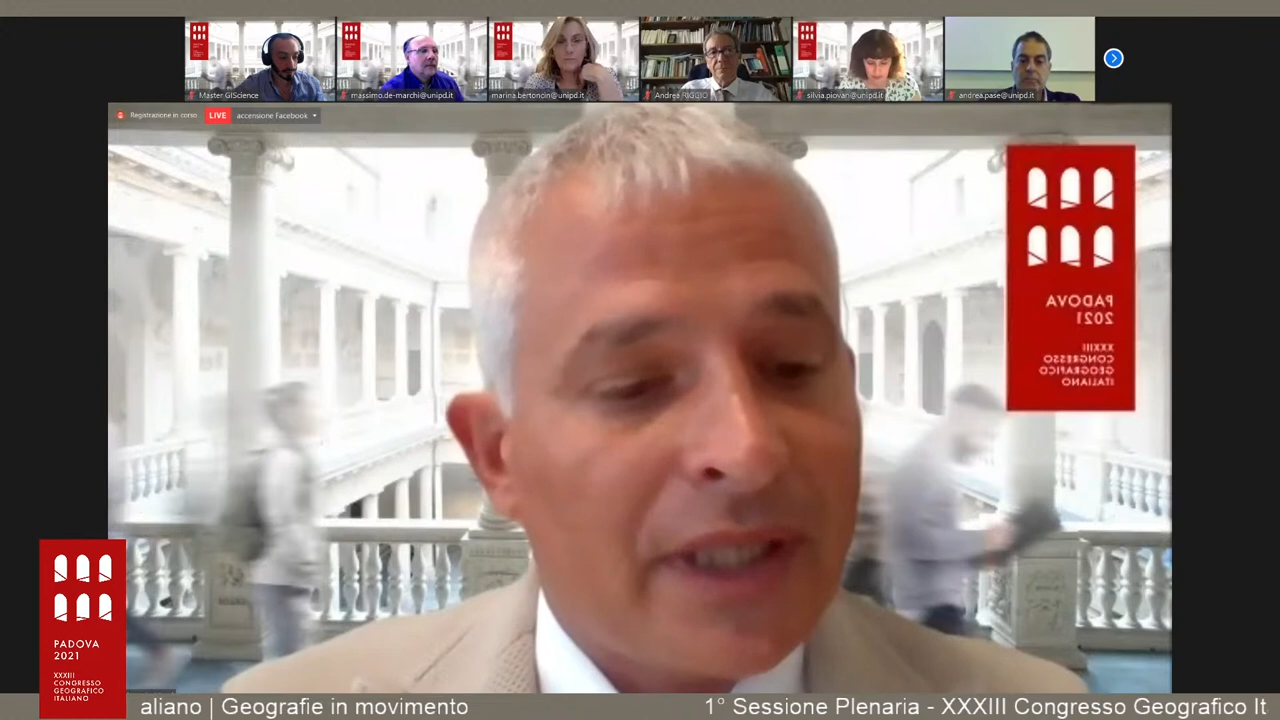 Master GIScience
massimo.de-marchi@unipd.it
marina.bertoncin@unipd.it
Andrea RIGGIO
silvia.piovan@unipd.it
andrea.pase@unipd.it
Registrazione in corso
LIVE
accensione Facebook
PADOVA
2021
XXXIII
CONGRESSO
GEOGRAFICO
ITALIANO
PADOVA
2021
XXXIII
CONGRESSO
GEOGRAFICO
ITALIANO
aliano | Geografie in movimento
1° Sessione Plenaria - XXXIII Congresso Geografico It